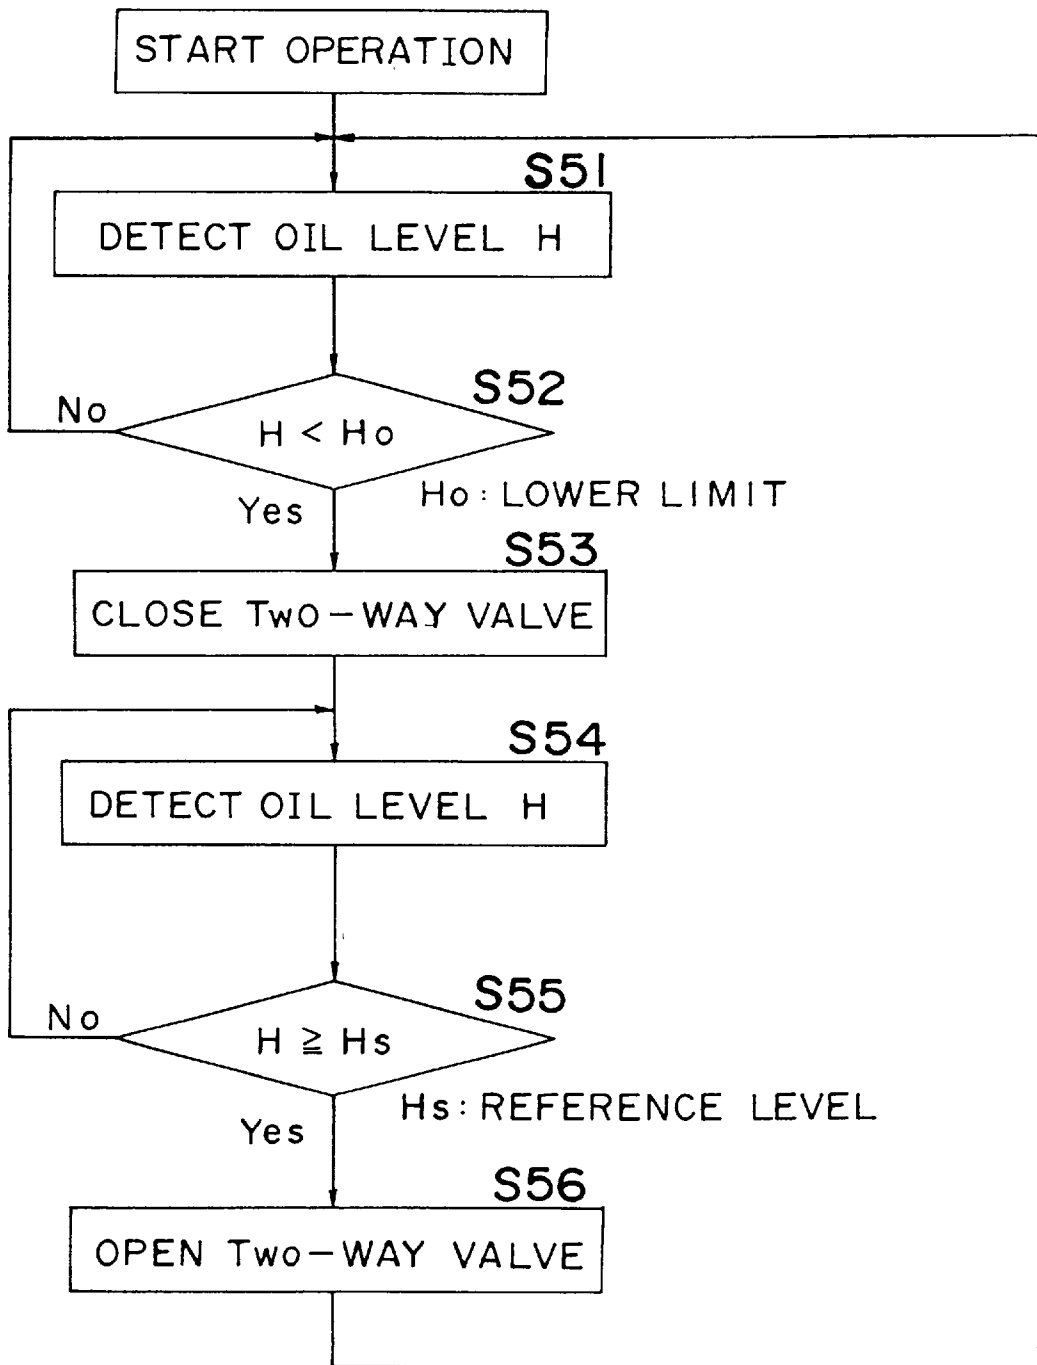 START OPERATION
S51
DETECT OIL LEVEL H
S52
No
H < Ho
Ho: LOWER LIMIT
Yes
S53
CLOSE TWO-WAY VALVE
S54
DETECT OIL LEVEL H
S55
No
H ≧ Hs
Hs: REFERENCE LEVEL
Yes
S56
OPEN TWO-WAY VALVE